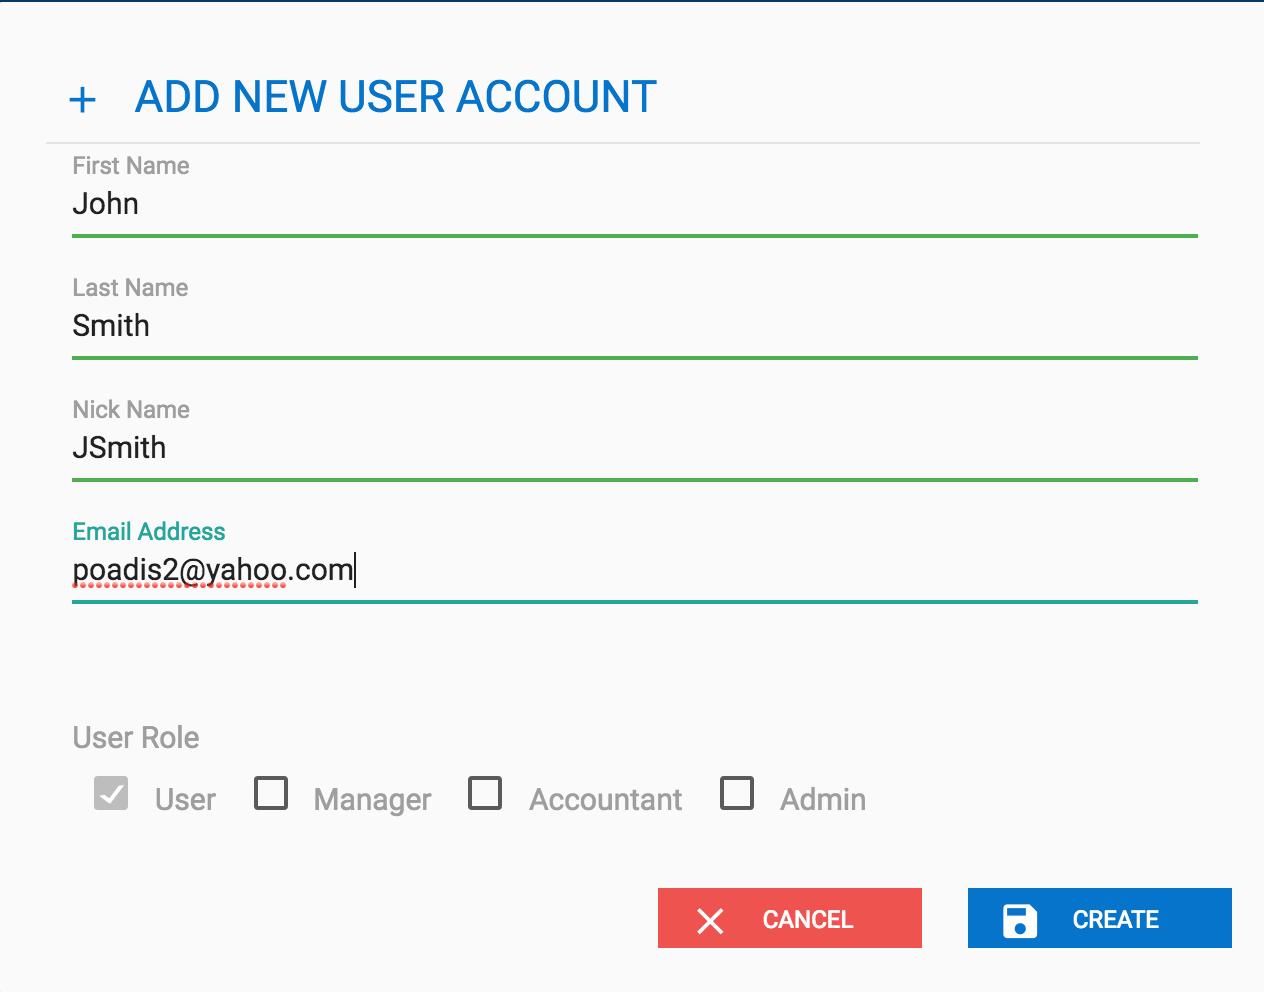 + ADD NEW USER ACCOUNT
First Name
John
Last Name
Smith
Nick Name
JSmith
Email Address
poadis2@yahoo.com
User Role
User Manager Accountant Admin
CANCEL CREATE